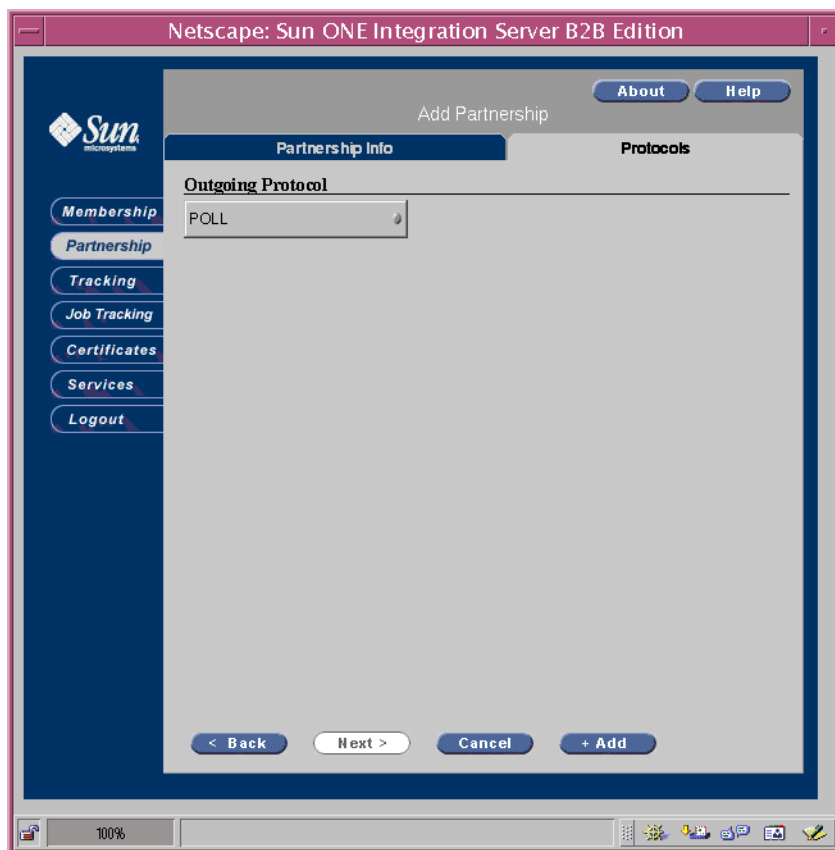 Netscape: Sun ONE Integration Server B2B Edition
About
Help
Add Partnership
Sun
microsystems
Partnership Info
Protocols
Outgoing Protocol
POLL
Membership
Partnership
Tracking
Job Tracking
Certificates
Services
Logout
< Back
Next >
Cancel
+ Add
100%